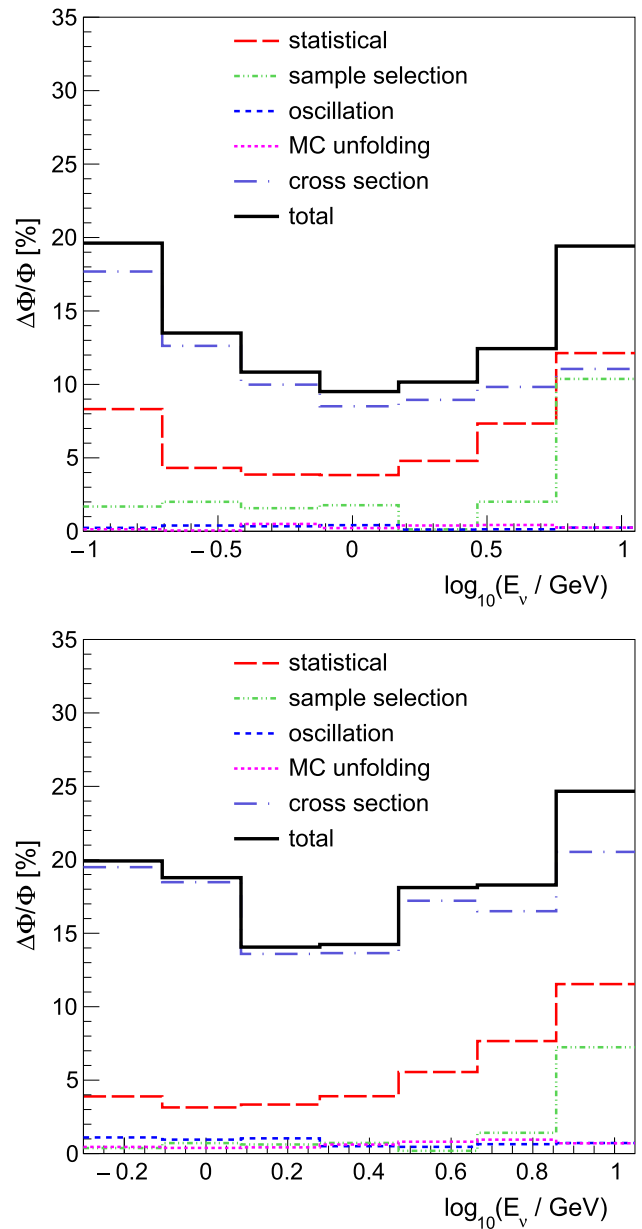 35
30
25
20
15
10
5
0
ΔΦ/Φ [%]
statistical
sample selection
oscillation
MC unfolding
cross section
total
−1 −0.5 0 0.5 1
log₁₀(E_ν / GeV)
35
30
25
20
15
10
5
0
ΔΦ/Φ [%]
statistical
sample selection
oscillation
MC unfolding
cross section
total
−0.2 0 0.2 0.4 0.6 0.8 1
log₁₀(E_ν / GeV)